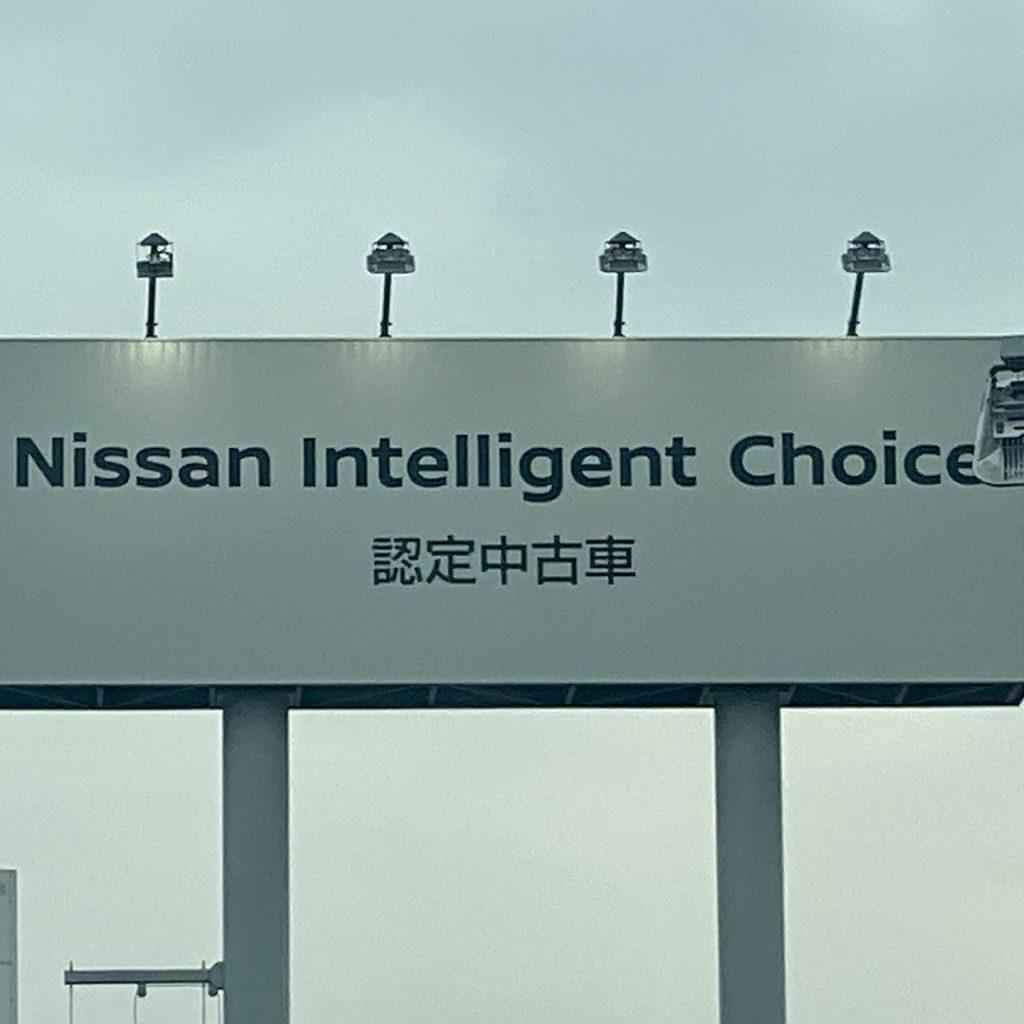 Nissan Intelligent Choice
認定中古車